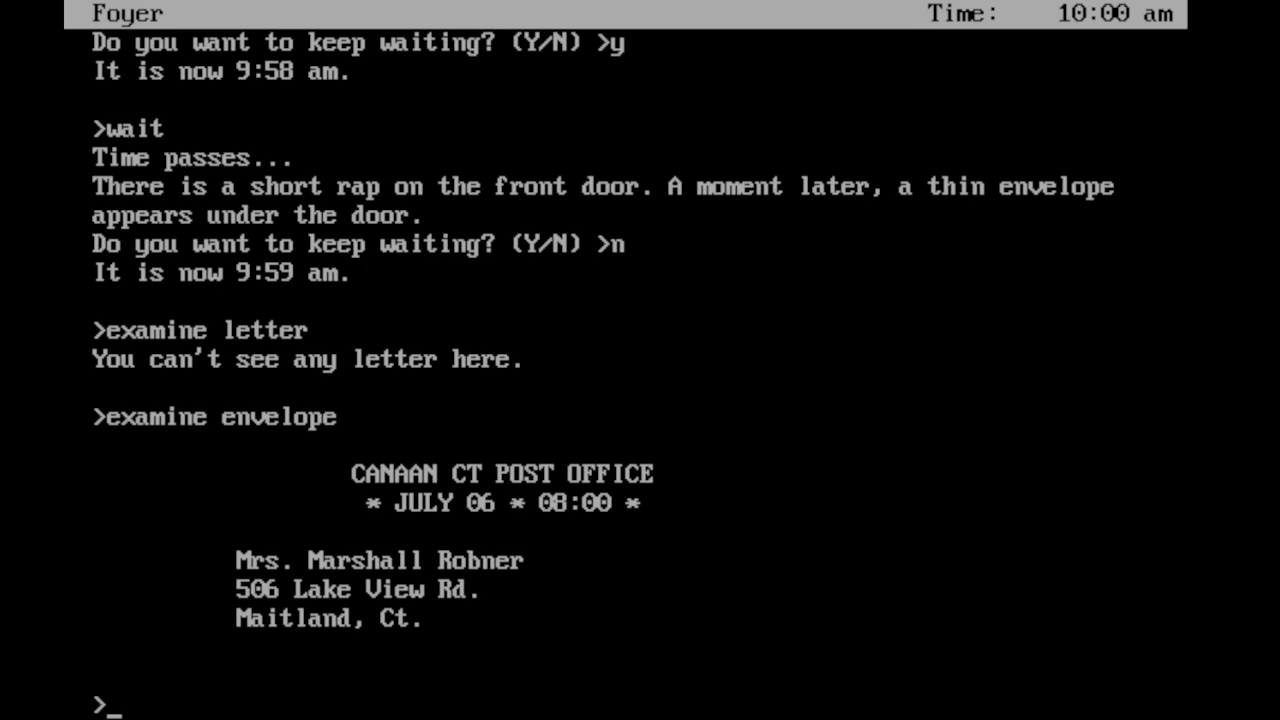 Foyer Time: 10:00 am
Do you want to keep waiting? (Y/N) >y
It is now 9:58 am.
>wait
Time passes...
There is a short rap on the front door. A moment later, a thin envelope
appears under the door.
Do you want to keep waiting? (Y/N) >n
It is now 9:59 am.
>examine letter
You can't see any letter here.
>examine envelope
CANAAN CT POST OFFICE
* JULY 06 * 08:00 *
Mrs. Marshall Robner
506 Lake View Rd.
Maitland, Ct.
>_